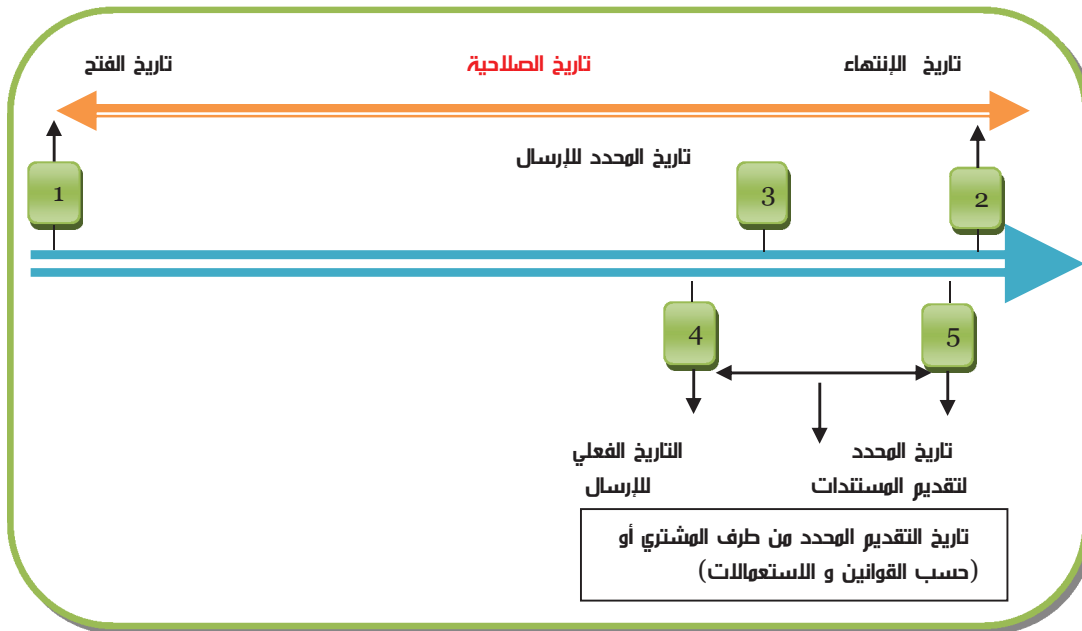 تاريخ الفتح
تاريخ الصلاحية
تاريخ الإنتهاء
تاريخ المحدد للإرسال
1
3
2
4
5
التاريخ الفعلي
للإرسال
تاريخ المحدد
لتقديم المستندات
تاريخ التقديم المحدد من طرف المشتري أو
(حسب القوانين و الاستعمالات)